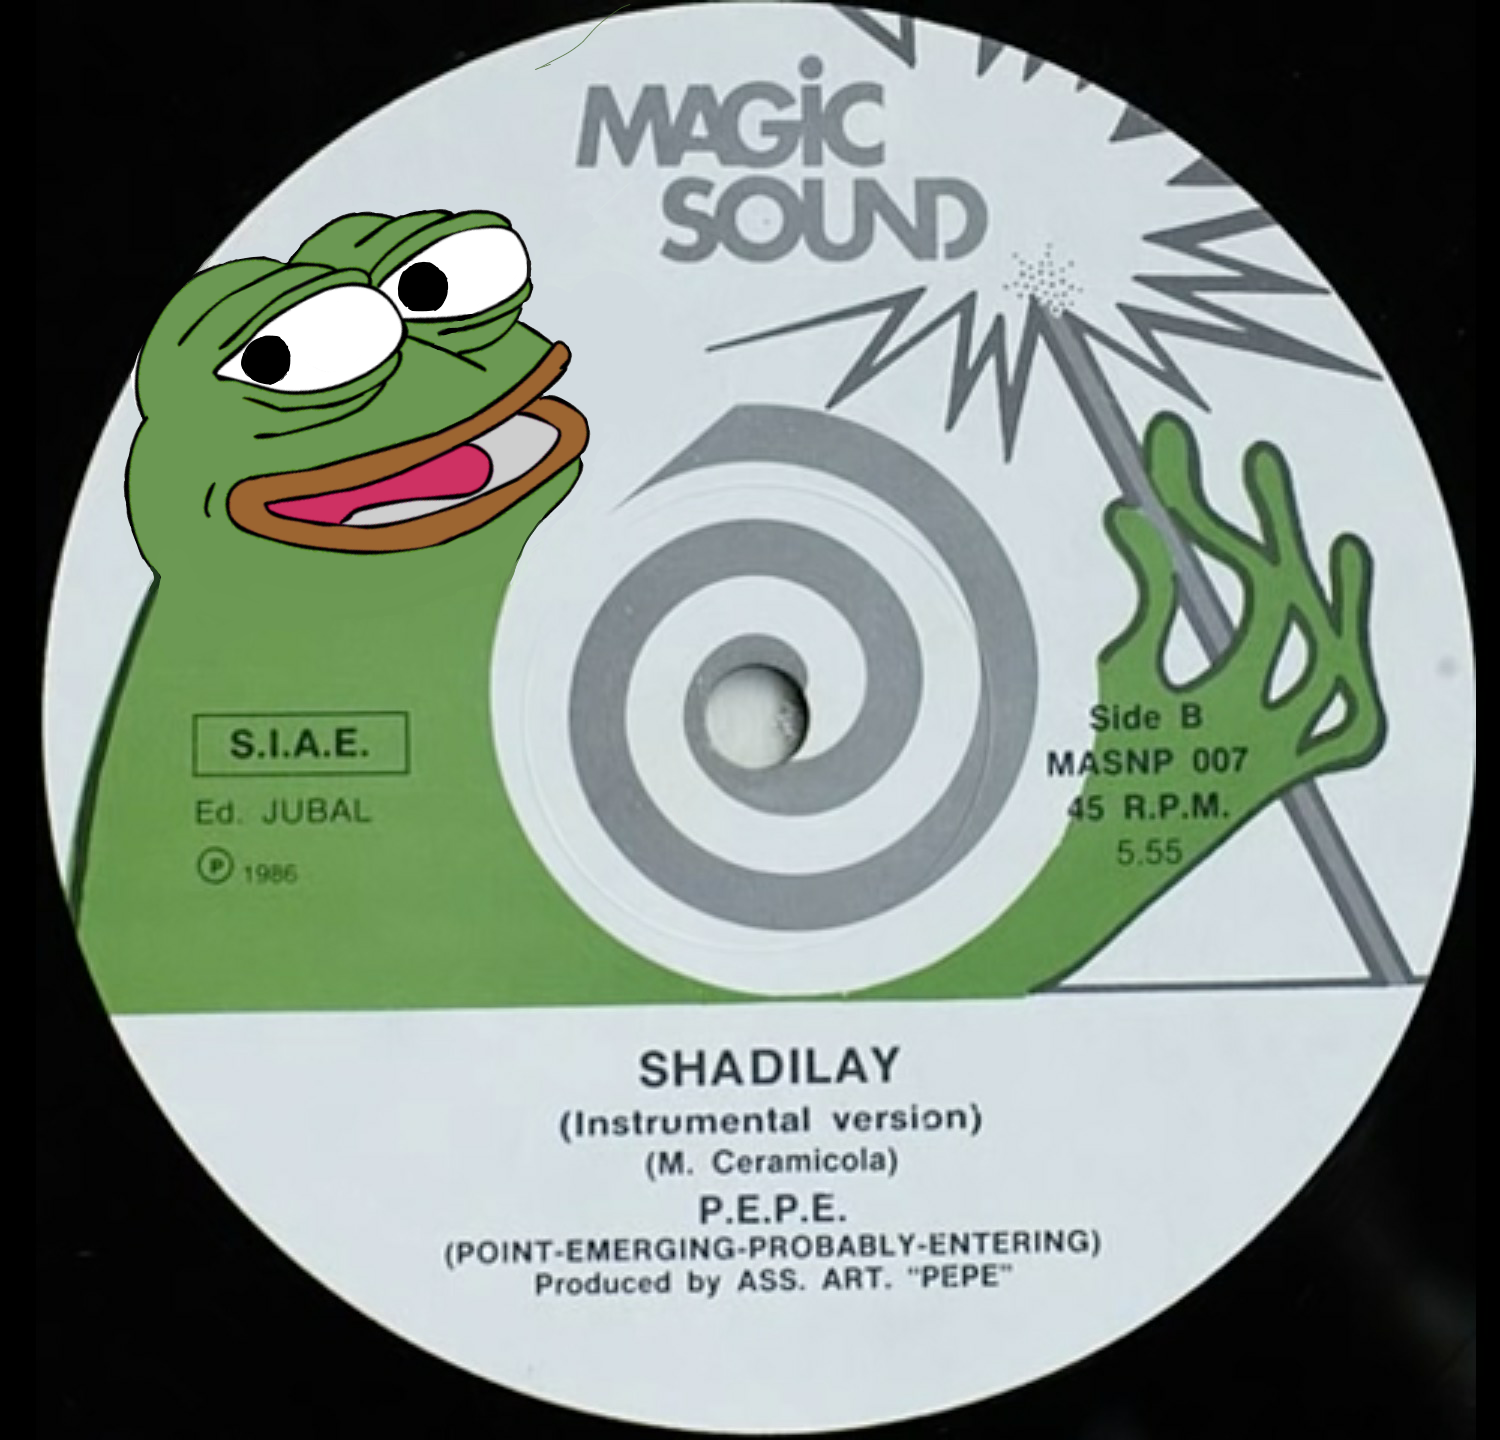 MAGiC
SOUND
S.I.A.E.
Ed. JUBAL
Ⓟ 1986
Side B
MASNP 007
45 R.P.M.
5.55
SHADILAY
(Instrumental version)
(M. Ceramicola)
P.E.P.E.
(POINT-EMERGING-PROBABLY-ENTERING)
Produced by ASS. ART. "PEPE"